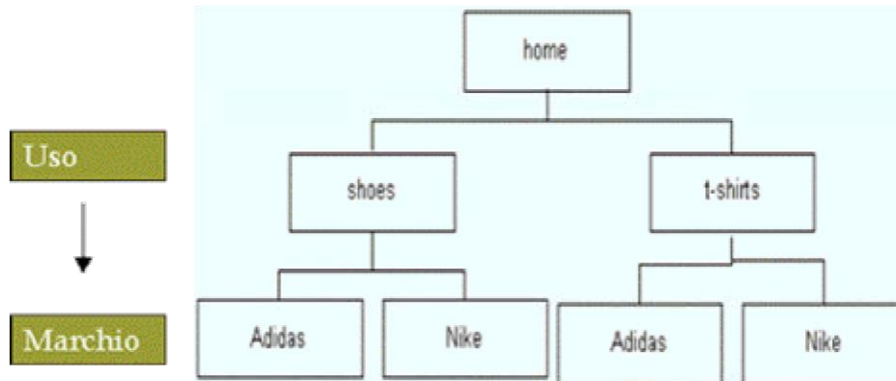 home
Uso
shoes
t-shirts
Marchio
Adidas
Nike
Adidas
Nike